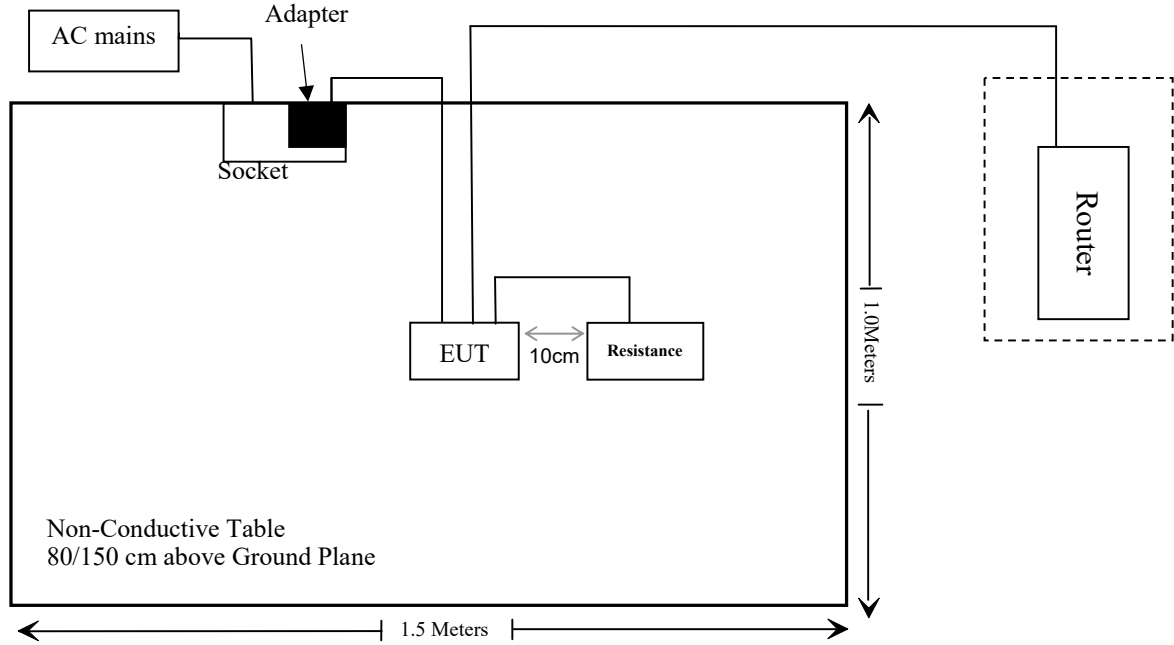 Adapter
AC mains
Socket
Router
EUT
10cm
Resistance
1.0Meters
Non-Conductive Table
80/150 cm above Ground Plane
1.5 Meters